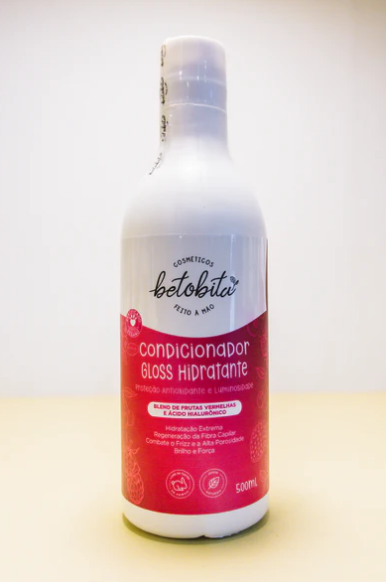 COSMÉTICOS
betobita
FEITO À MÃO
CONDICIONADOR
GLOSS HIDRATANTE
Proteção Antioxidante e Luminosidade
BLEND DE FRUTAS VERMELHAS
E ÁCIDO HIALURÔNICO
Hidratação Extrema
Regeneração da Fibra Capilar
Combate o Frizz e a Alta Porosidade
Brilho e Força
500mL